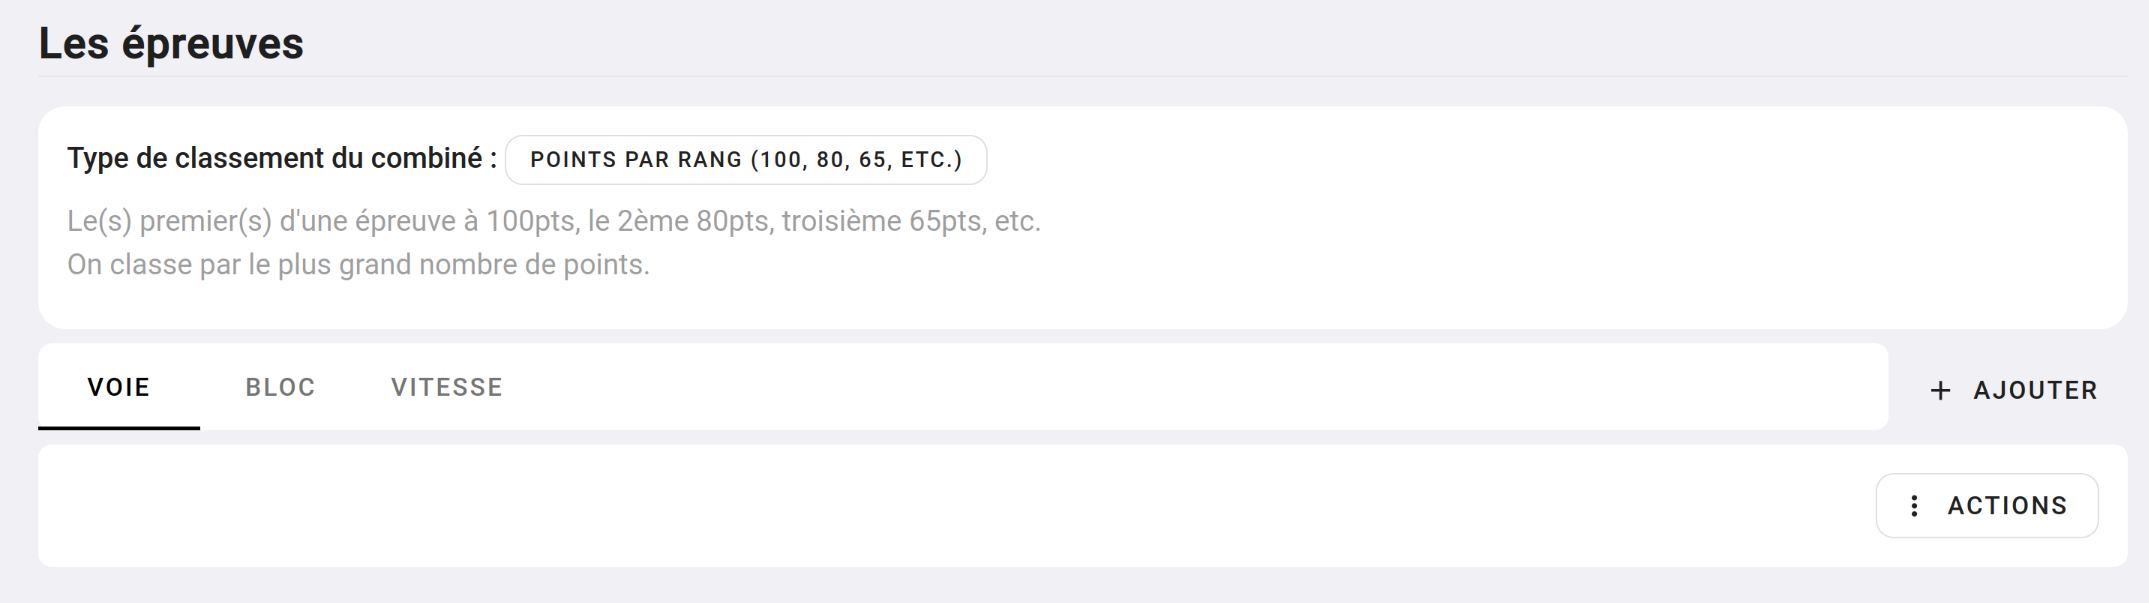 Les épreuves
Type de classement du combiné : POINTS PAR RANG (100, 80, 65, ETC.)
Le(s) premier(s) d'une épreuve à 100pts, le 2ème 80pts, troisième 65pts, etc.
On classe par le plus grand nombre de points.
VOIE BLOC VITESSE + AJOUTER
ACTIONS